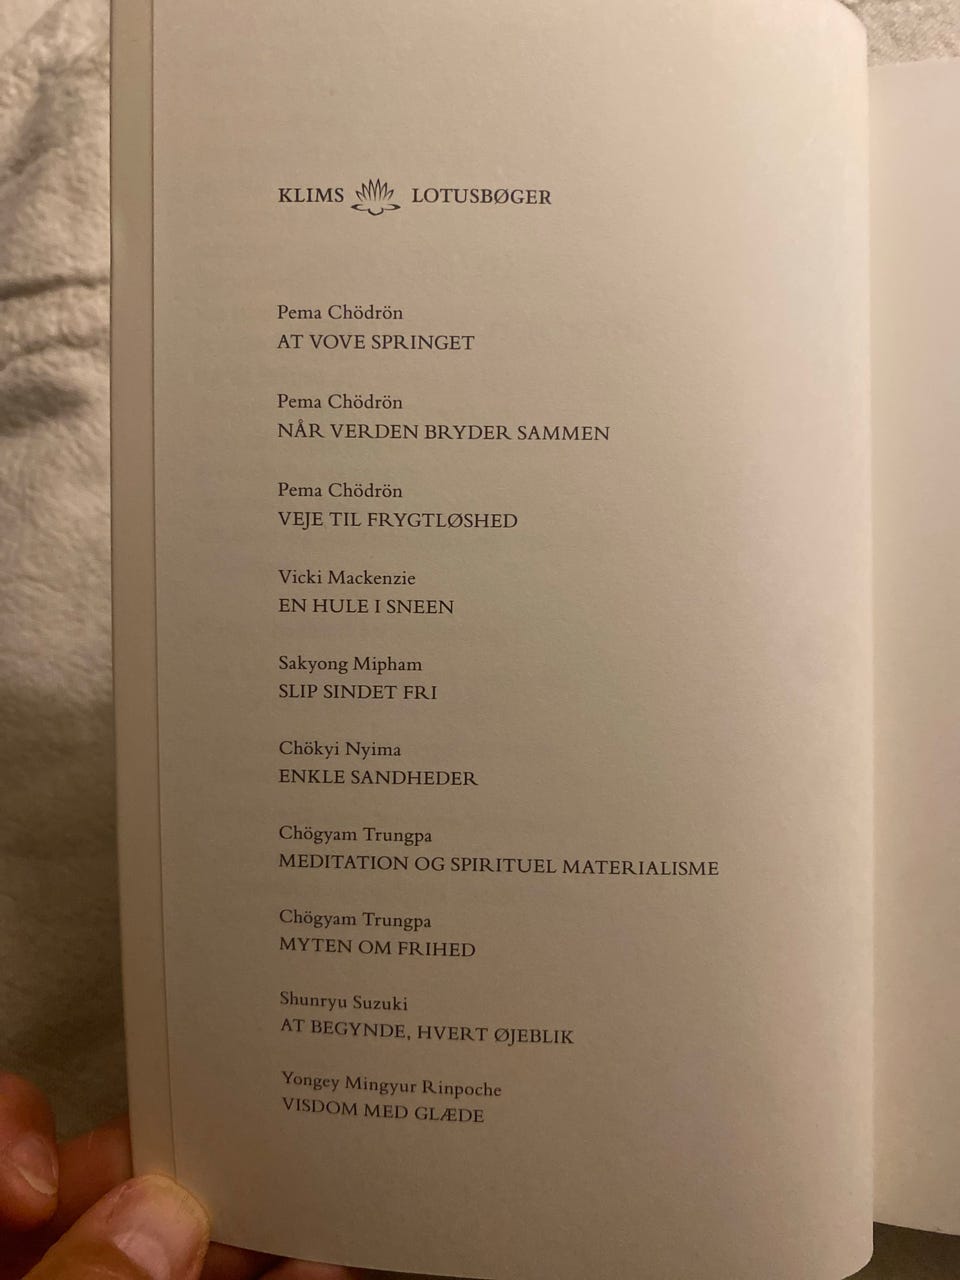 KLIMS LOTUSBØGER
Pema Chödrön
AT VOVE SPRINGET
Pema Chödrön
NÅR VERDEN BRYDER SAMMEN
Pema Chödrön
VEJE TIL FRYGTLØSHED
Vicki Mackenzie
EN HULE I SNEEN
Sakyong Mipham
SLIP SINDET FRI
Chökyi Nyima
ENKLE SANDHEDER
Chögyam Trungpa
MEDITATION OG SPIRITUEL MATERIALISME
Chögyam Trungpa
MYTEN OM FRIHED
Shunryu Suzuki
AT BEGYNDE, HVERT ØJEBLIK
Yongey Mingyur Rinpoche
VISDOM MED GLÆDE